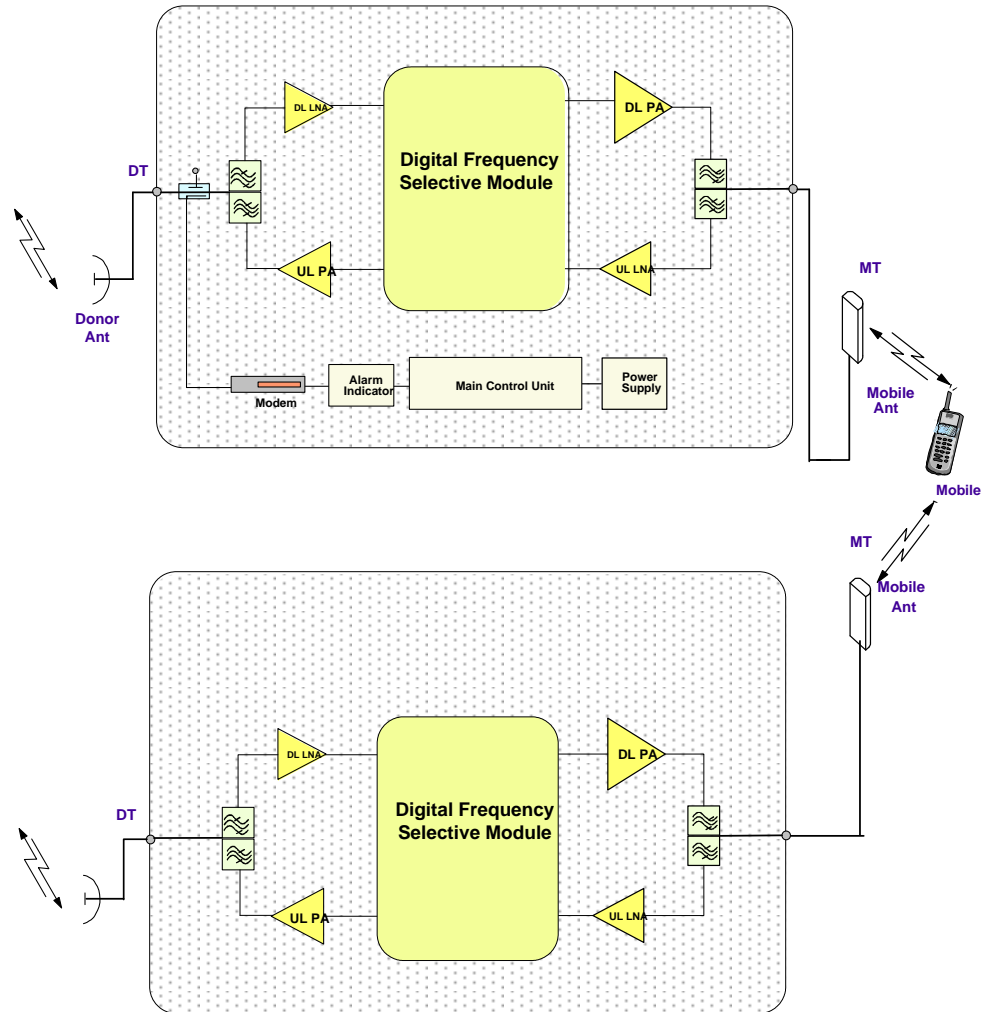 DL LNA
DL PA
DT
Digital Frequency
Selective Module
UL PA
UL LNA
Donor
Ant
MT
Modem
Alarm
Indicator
Main Control Unit
Power
Supply
Mobile
Ant
Mobile
MT
Mobile
Ant
DL LNA
DL PA
DT
Digital Frequency
Selective Module
UL PA
UL LNA